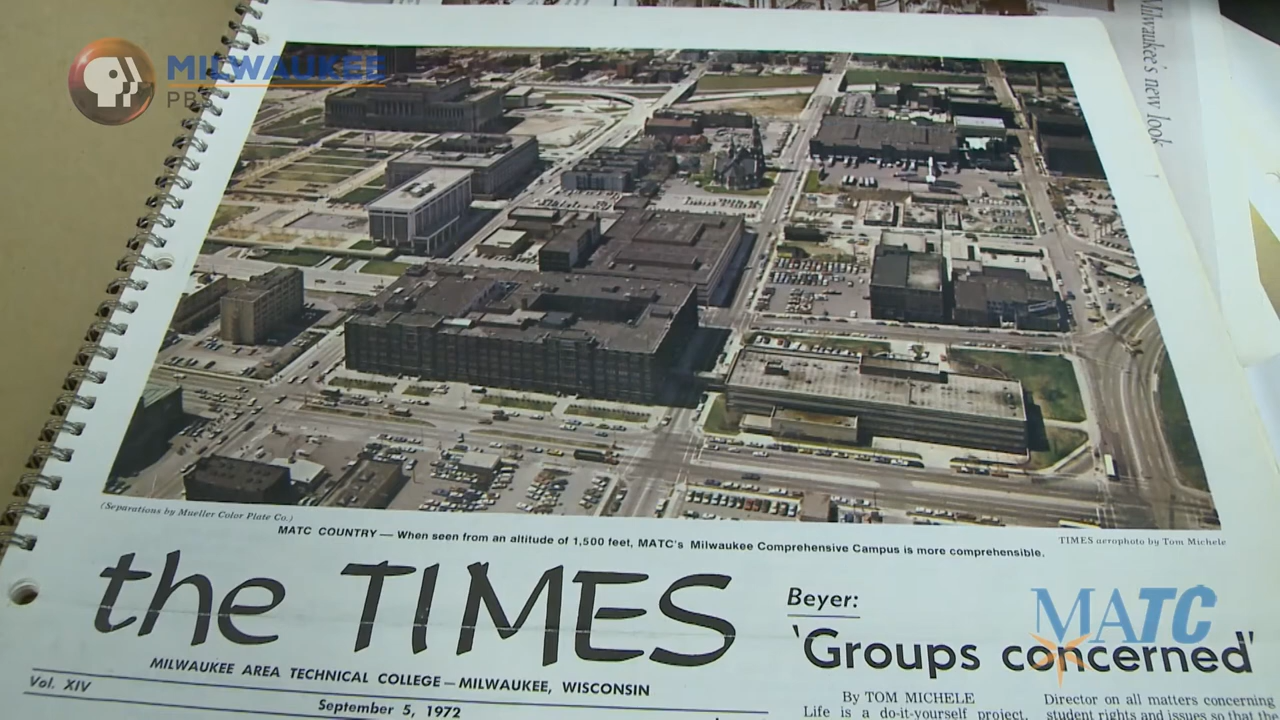 MILWAUKEE
PBS
Milwaukee's new look
(Separations by Mueller Color Plate Co.)
TIMES aerophoto by Tom Michele
MATC COUNTRY — When seen from an altitude of 1,500 feet, MATC's Milwaukee Comprehensive Campus is more comprehensible.
the TIMES
MILWAUKEE AREA TECHNICAL COLLEGE — MILWAUKEE, WISCONSIN
Vol. XIV
September 5, 1972
Beyer:
'Groups concerned'
By TOM MICHELE
Life is a do-it-yourself project.
Director on all matters concerning
student rights and issues so that the
MATC